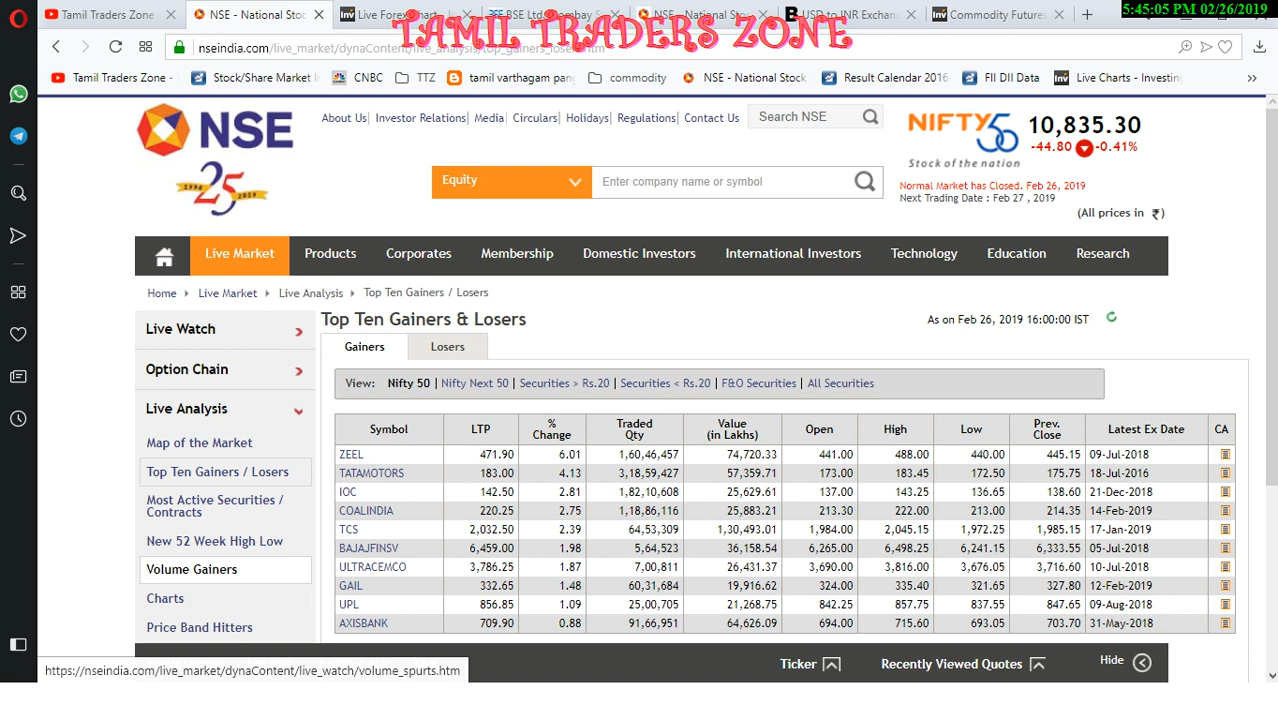 5:45:05 PM 02/26/2019
Tamil Traders Zone
NSE - National Stoc
Live Forex Chart
BSE Ltd
NSE - National Stoc
USD to INR Exchan
Commodity Futures
TAMIL TRADERS ZONE
nseindia.com/live_market/dynaContent/live_analysis/top_gainers_losers.htm
Tamil Traders Zone -
Stock/Share Market I
CNBC
TTZ
tamil varthagam pan
commodity
NSE - National Stock
Result Calendar 2016
FII DII Data
Live Charts - Investin
NSE
1994 25 2019
About Us| Investor Relations| Media| Circulars| Holidays| Regulations| Contact Us
Search NSE
Equity
Enter company name or symbol
NIFTY 50
Stock of the nation
10,835.30
-44.80 -0.41%
Normal Market has Closed. Feb 26, 2019
Next Trading Date : Feb 27 , 2019
(All prices in ₹)
Live Market Products Corporates Membership Domestic Investors International Investors Technology Education Research
Home Live Market Live Analysis Top Ten Gainers / Losers
Live Watch
Option Chain
Live Analysis
Map of the Market
Top Ten Gainers / Losers
Most Active Securities /
Contracts
New 52 Week High Low
Volume Gainers
Charts
Price Band Hitters
Top Ten Gainers & Losers
As on Feb 26, 2019 16:00:00 IST
Gainers Losers
View: Nifty 50 | Nifty Next 50 | Securities > Rs.20 | Securities < Rs.20 | F&O Securities | All Securities
Symbol LTP % Change Traded Qty Value (in Lakhs) Open High Low Prev. Close Latest Ex Date CA
ZEEL 471.90 6.01 1,60,46,457 74,720.33 441.00 488.00 440.00 445.15 09-Jul-2018
TATAMOTORS 183.00 4.13 3,18,59,427 57,359.71 173.00 183.45 172.50 175.75 18-Jul-2016
IOC 142.50 2.81 1,82,10,608 25,629.61 137.00 143.25 136.65 138.60 21-Dec-2018
COALINDIA 220.25 2.75 1,18,86,116 25,883.21 213.30 222.00 213.00 214.35 14-Feb-2019
TCS 2,032.50 2.39 64,53,309 1,30,493.01 1,984.00 2,045.15 1,972.25 1,985.15 17-Jan-2019
BAJAJFINSV 6,459.00 1.98 5,64,523 36,158.54 6,265.00 6,498.25 6,241.15 6,333.55 05-Jul-2018
ULTRACEMCO 3,786.25 1.87 7,00,811 26,431.37 3,690.00 3,816.00 3,676.05 3,716.60 10-Jul-2018
GAIL 332.65 1.48 60,31,684 19,916.62 324.00 335.40 321.65 327.80 12-Feb-2019
UPL 856.85 1.09 25,00,705 21,268.75 842.25 857.75 837.55 847.65 09-Aug-2018
AXISBANK 709.90 0.88 91,66,951 64,626.09 694.00 715.60 693.05 703.70 31-May-2018
Ticker Recently Viewed Quotes Hide
https://nseindia.com/live_market/dynaContent/live_watch/volume_spurts.htm